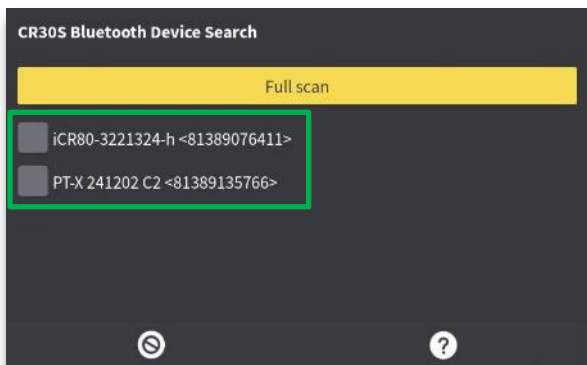 CR30S Bluetooth Device Search
Full scan
iCR80-3221324-h <81389076411>
PT-X 241202 C2 <81389135766>
?